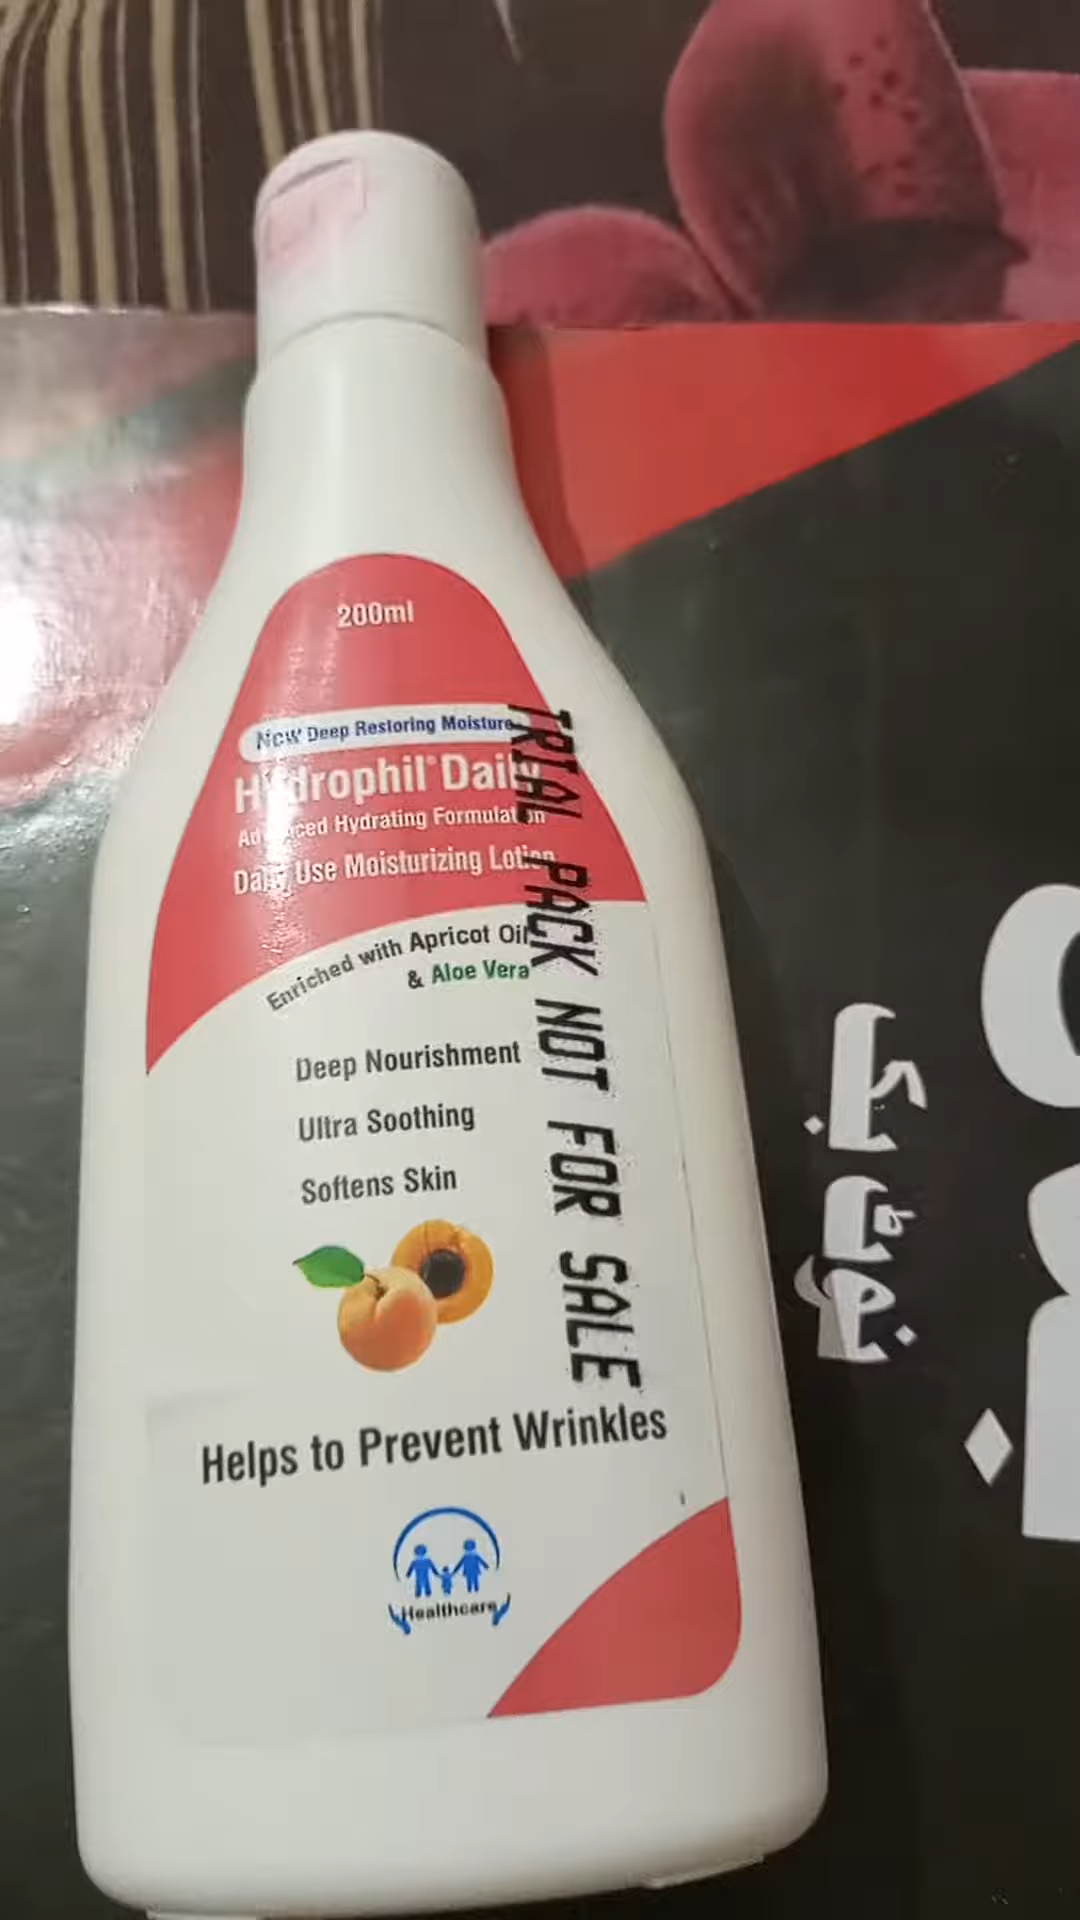 200ml
New Deep Restoring Moisture
Hydrophil® Daily
Advanced Hydrating Formulation
Daily Use Moisturizing Lotion
Enriched with Apricot Oil
& Aloe Vera
Deep Nourishment
Ultra Soothing
Softens Skin
TRIAL PACK NOT FOR SALE
Helps to Prevent Wrinkles
Healthcare